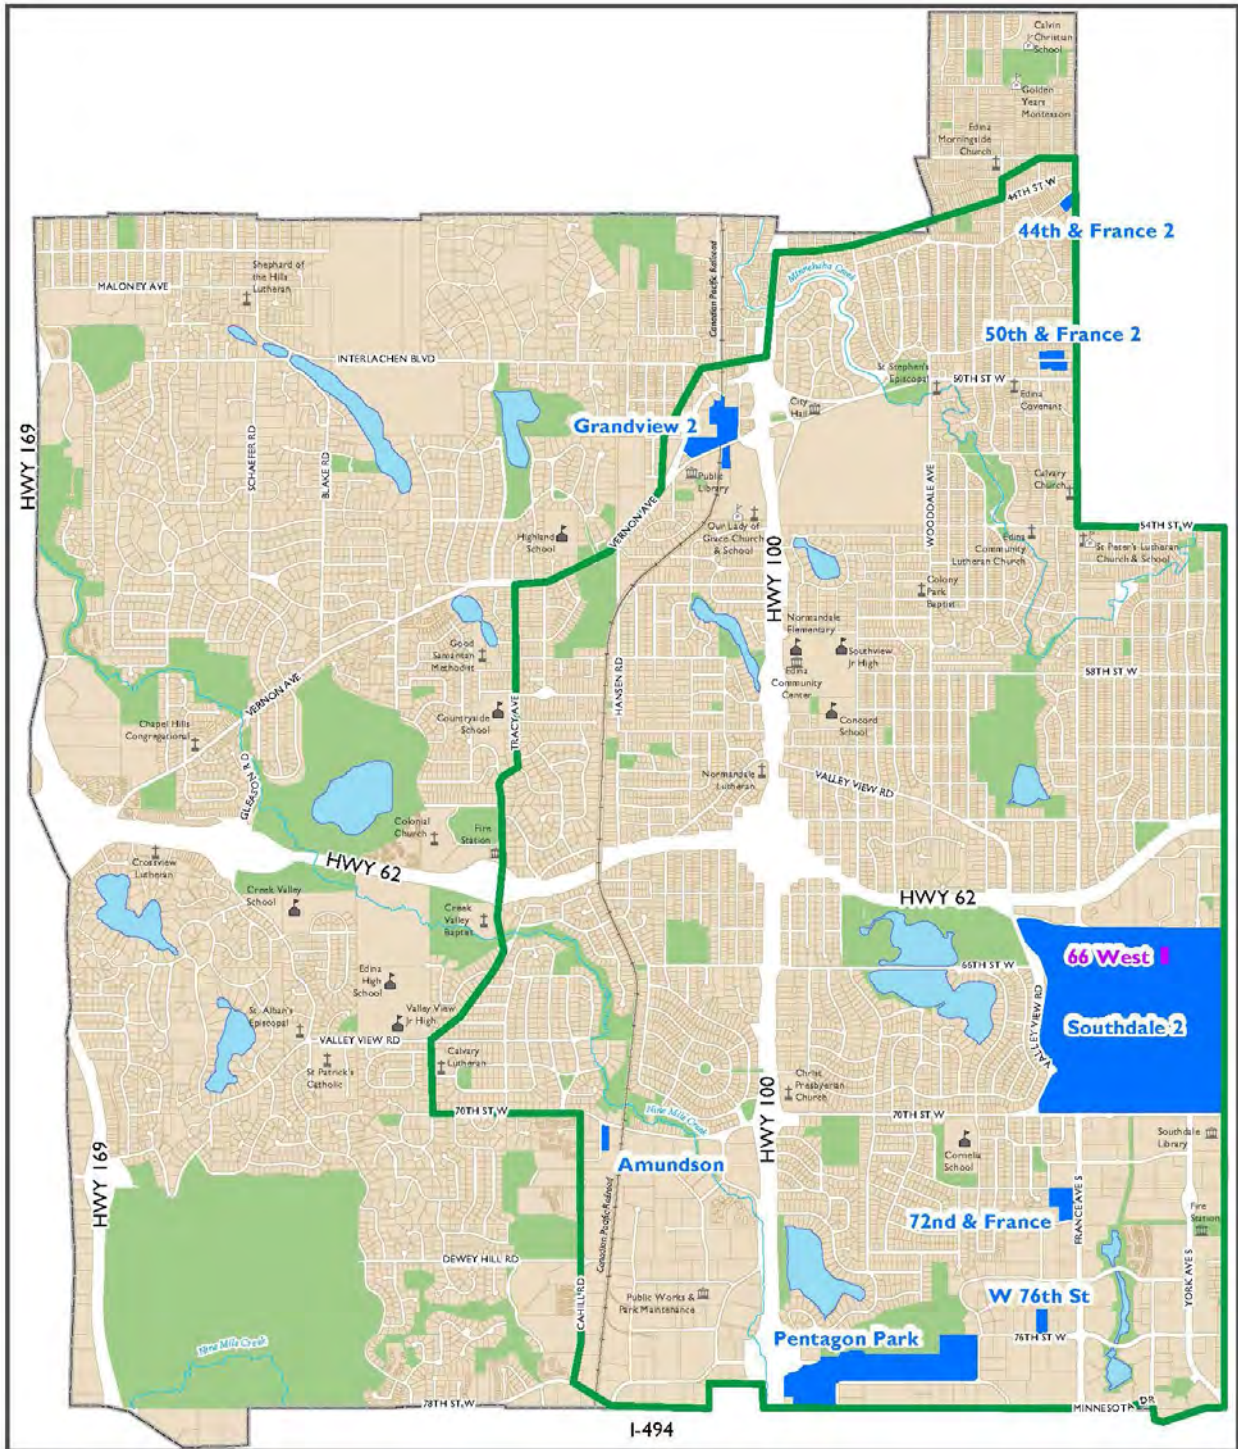 Calvin
Christian
School
Golden
Years
Montessori
Edina
Morningside
Church
44TH ST W
44th & France 2
Shephard of
the Hills
Lutheran
MALONEY AVE
Canadian Pacific Railroad
Minnehaha Creek
INTERLACHEN BLVD
50th & France 2
St Stephen's
Episcopal
50TH ST W
Edina
Covenant
City
Hall
Grandview 2
HWY 169
SCHAEFER RD
BLAKE RD
Public
Library
VERNON AVE
WOODDALE AVE
Calvary
Church
Highland
School
Our Lady of
Grace Church
& School
HWY 100
54TH ST W
Edina
Community
Lutheran Church
St Peter's Lutheran
Church & School
Colony
Park
Baptist
Good
Samaritan
Methodist
Normandale
Elementary
Southview
Jr High
Edina
Community
Center
HANSEN RD
58TH ST W
VERNON AVE
TRACY AVE
Countryside
School
Concord
School
Chapel Hills
Congregational
GLEASON RD
Normandale
Lutheran
VALLEY VIEW RD
Colonial
Church
Fire
Station
HWY 62
Crossview
Lutheran
Creek Valley
School
Creek
Valley
Baptist
HWY 62
66 West
66TH ST W
Edina
High
School
St. Alban's
Episcopal
Valley View
Jr High
VALLEY VIEW RD
VALLEY VIEW RD
Southdale 2
St Patrick's
Catholic
Calvary
Lutheran
Christ
Presbyterian
Church
HWY 100
70TH ST W
Nine Mile Creek
70TH ST W
Southdale
Library
Cornelia
School
HWY 169
Amundson
Canadian Pacific Railroad
FRANCE AVE S
72nd & France
Fire
Station
DEWEY HILL RD
YORK AVE S
CAHILL RD
Public Works &
Park Maintenance
W 76th St
76TH ST W
Pentagon Park
Nine Mile Creek
78TH ST W
MINNESOTA DR
I-494